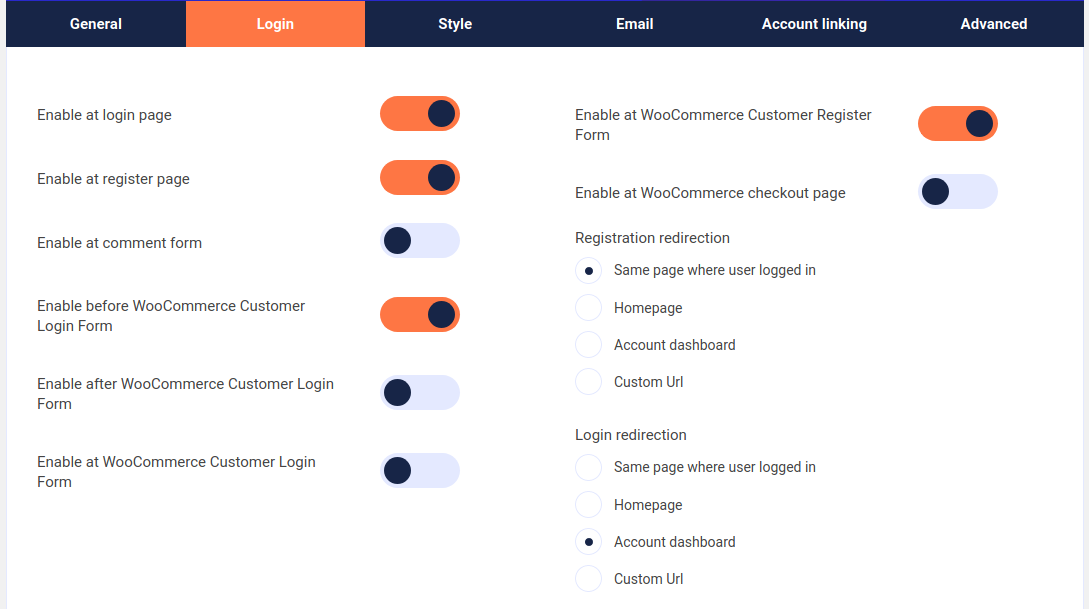 General
Login
Style
Email
Account linking
Advanced
Enable at login page
Enable at register page
Enable at comment form
Enable before WooCommerce Customer
Login Form
Enable after WooCommerce Customer Login
Form
Enable at WooCommerce Customer Login
Form
Enable at WooCommerce Customer Register
Form
Enable at WooCommerce checkout page
Registration redirection
Same page where user logged in
Homepage
Account dashboard
Custom Url
Login redirection
Same page where user logged in
Homepage
Account dashboard
Custom Url